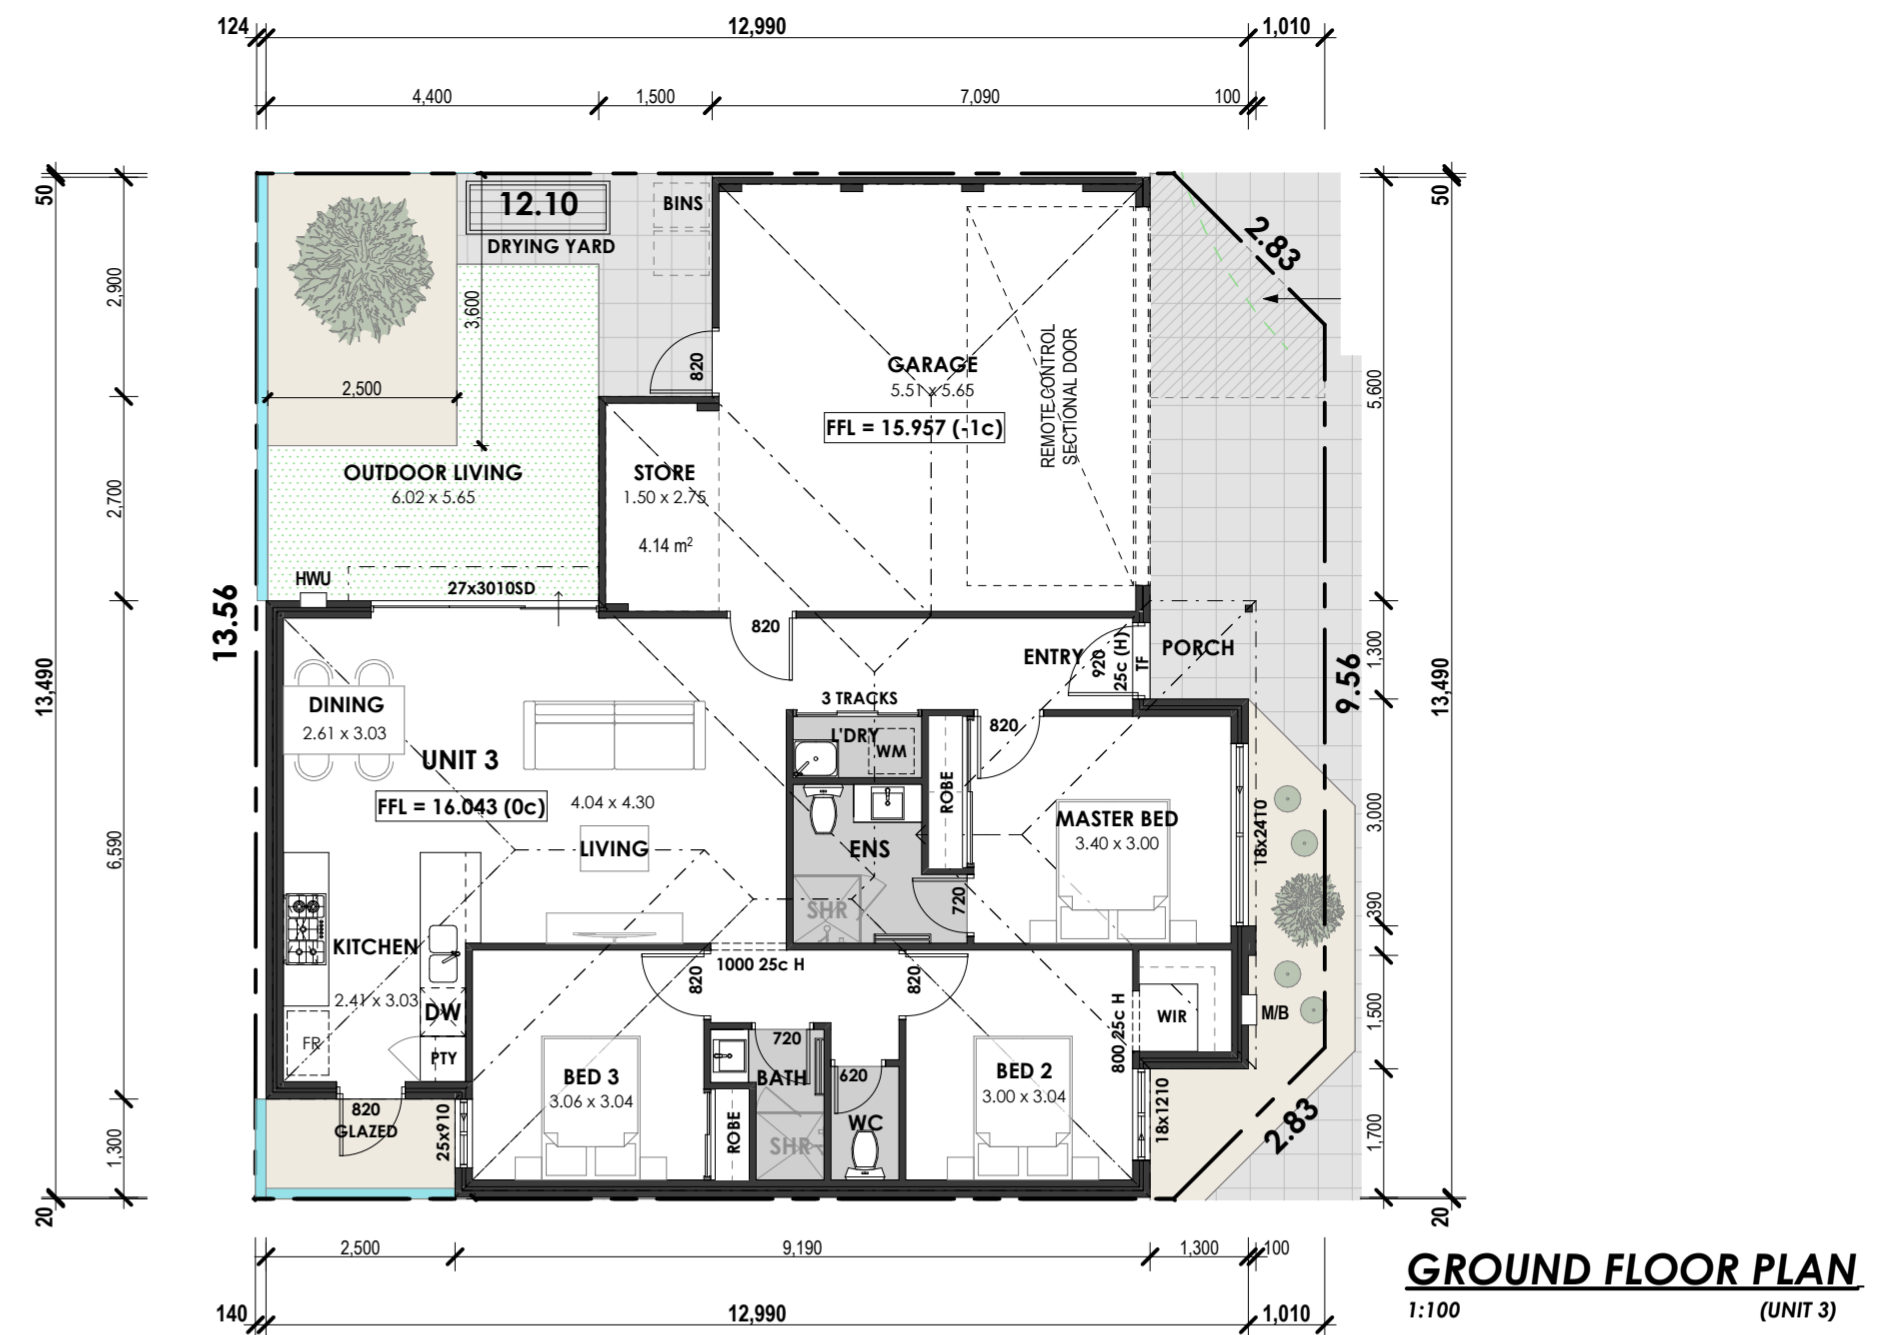 124
12,990
1,010
4,400
1,500
7,090
100
50
50
12.10
DRYING YARD
BINS
2.83
2,900
3,600
820
GARAGE
5.51 x 5.65
FFL = 15.957 (-1c)
REMOTE CONTROL
SECTIONAL DOOR
2,500
5,600
OUTDOOR LIVING
6.02 x 5.65
STORE
1.50 x 2.75
4.14 m²
2,700
HWU
27x3010SD
13.56
820
ENTRY
920
25c (H)
TF
PORCH
1,300
9.56
13,490
13,490
3 TRACKS
DINING
2.61 x 3.03
L'DRY
WM
820
UNIT 3
ROBE
FFL = 16.043 (0c)
4.04 x 4.30
LIVING
ENS
MASTER BED
3.40 x 3.00
18x2410
3,000
6,590
SHR
720
390
KITCHEN
2.41 x 3.03
1000 25c H
820
820
DW
FR
PTY
800 25c H
WIR
M/B
1,500
720
BED 3
3.06 x 3.04
BATH
620
BED 2
3.00 x 3.04
820
GLAZED
25x910
ROBE
SHR
WC
18x1210
2.83
1,300
1,700
20
20
2,500
9,190
1,300
100
140
12,990
1,010
GROUND FLOOR PLAN
1:100
(UNIT 3)